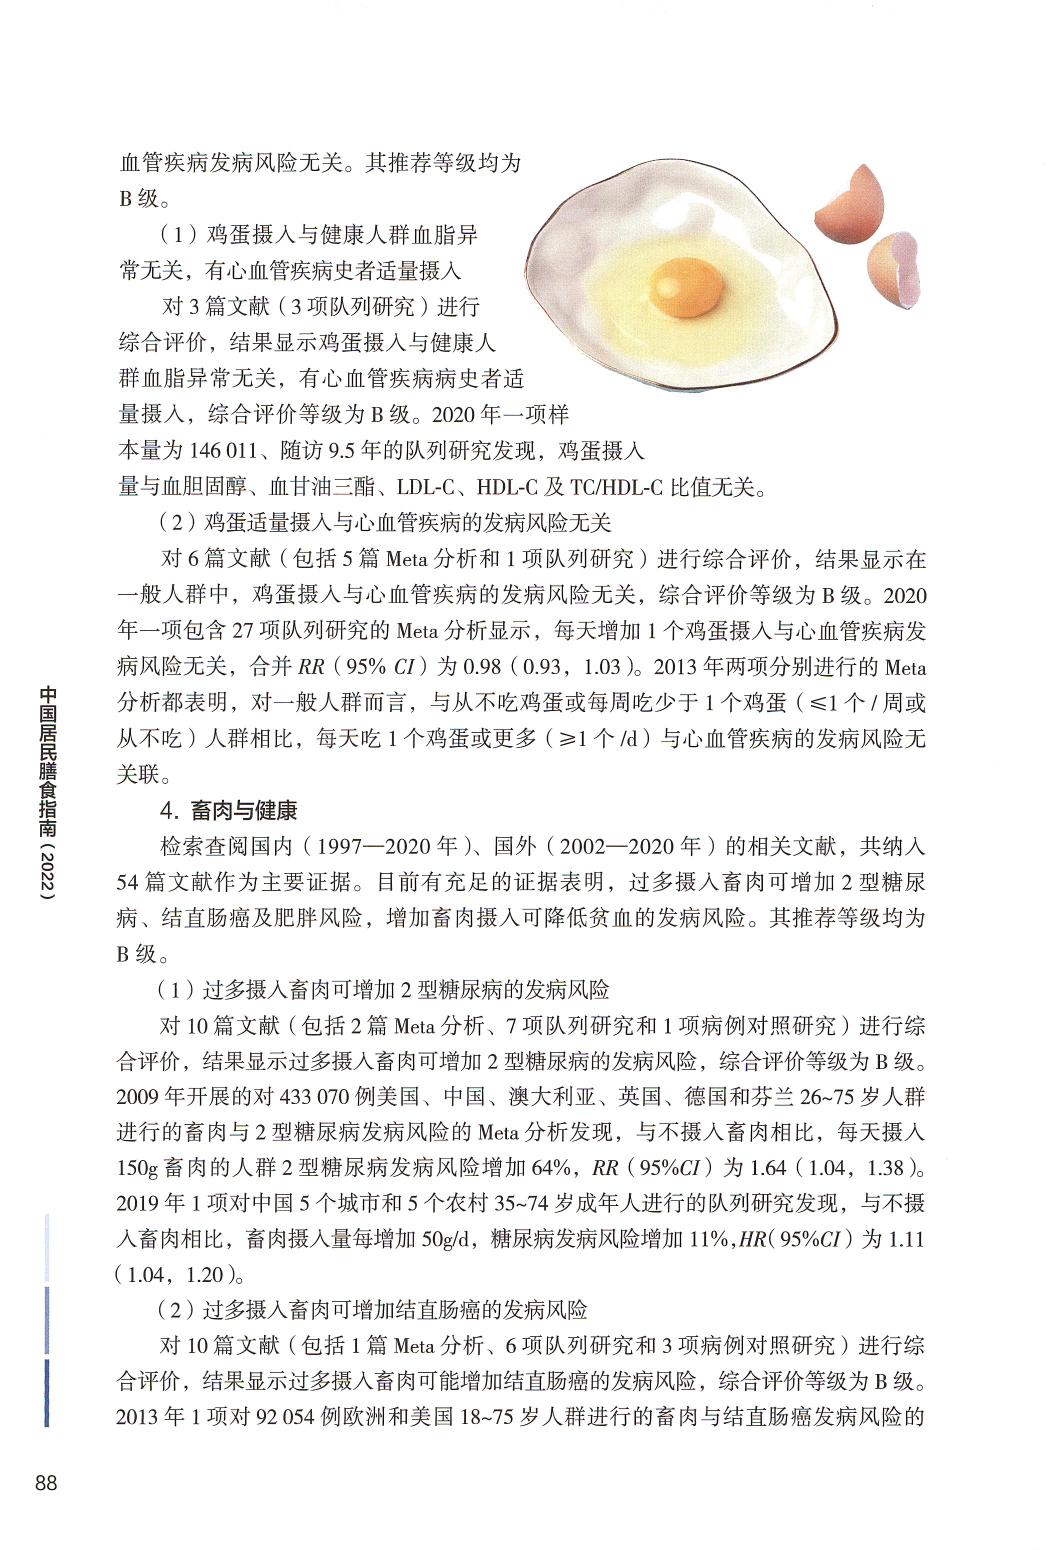 血管疾病发病风险无关。其推荐等级均为
B 级。
（1）鸡蛋摄入与健康人群血脂异
常无关，有心血管疾病史者适量摄入
对 3 篇文献（3 项队列研究）进行
综合评价，结果显示鸡蛋摄入与健康人
群血脂异常无关，有心血管疾病病史者适
量摄入，综合评价等级为 B 级。2020 年一项样
本量为 146 011、随访 9.5 年的队列研究发现，鸡蛋摄入
量与血胆固醇、血甘油三酯、LDL-C、HDL-C 及 TC/HDL-C 比值无关。
（2）鸡蛋适量摄入与心血管疾病的发病风险无关
对 6 篇文献（包括 5 篇 Meta 分析和 1 项队列研究）进行综合评价，结果显示在
一般人群中，鸡蛋摄入与心血管疾病的发病风险无关，综合评价等级为 B 级。2020
年一项包含 27 项队列研究的 Meta 分析显示，每天增加 1 个鸡蛋摄入与心血管疾病发
病风险无关，合并 RR（95% CI）为 0.98（0.93，1.03）。2013 年两项分别进行的 Meta
分析都表明，对一般人群而言，与从不吃鸡蛋或每周吃少于 1 个鸡蛋（≤1 个 / 周或
从不吃）人群相比，每天吃 1 个鸡蛋或更多（≥1 个 /d）与心血管疾病的发病风险无
关联。
4. 畜肉与健康
检索查阅国内（1997—2020 年）、国外（2002—2020 年）的相关文献，共纳入
54 篇文献作为主要证据。目前有充足的证据表明，过多摄入畜肉可增加 2 型糖尿
病、结直肠癌及肥胖风险，增加畜肉摄入可降低贫血的发病风险。其推荐等级均为
B 级。
（1）过多摄入畜肉可增加 2 型糖尿病的发病风险
对 10 篇文献（包括 2 篇 Meta 分析、7 项队列研究和 1 项病例对照研究）进行综
合评价，结果显示过多摄入畜肉可增加 2 型糖尿病的发病风险，综合评价等级为 B 级。
2009 年开展的对 433 070 例美国、中国、澳大利亚、英国、德国和芬兰 26~75 岁人群
进行的畜肉与 2 型糖尿病发病风险的 Meta 分析发现，与不摄入畜肉相比，每天摄入
150g 畜肉的人群 2 型糖尿病发病风险增加 64%，RR（95%CI）为 1.64（1.04，1.38）。
2019 年 1 项对中国 5 个城市和 5 个农村 35~74 岁成年人进行的队列研究发现，与不摄
入畜肉相比，畜肉摄入量每增加 50g/d，糖尿病发病风险增加 11%，HR（95%CI）为 1.11
（1.04，1.20）。
（2）过多摄入畜肉可增加结直肠癌的发病风险
对 10 篇文献（包括 1 篇 Meta 分析、6 项队列研究和 3 项病例对照研究）进行综
合评价，结果显示过多摄入畜肉可能增加结直肠癌的发病风险，综合评价等级为 B 级。
2013 年 1 项对 92 054 例欧洲和美国 18~75 岁人群进行的畜肉与结直肠癌发病风险的
中国居民膳食指南（2022）
88